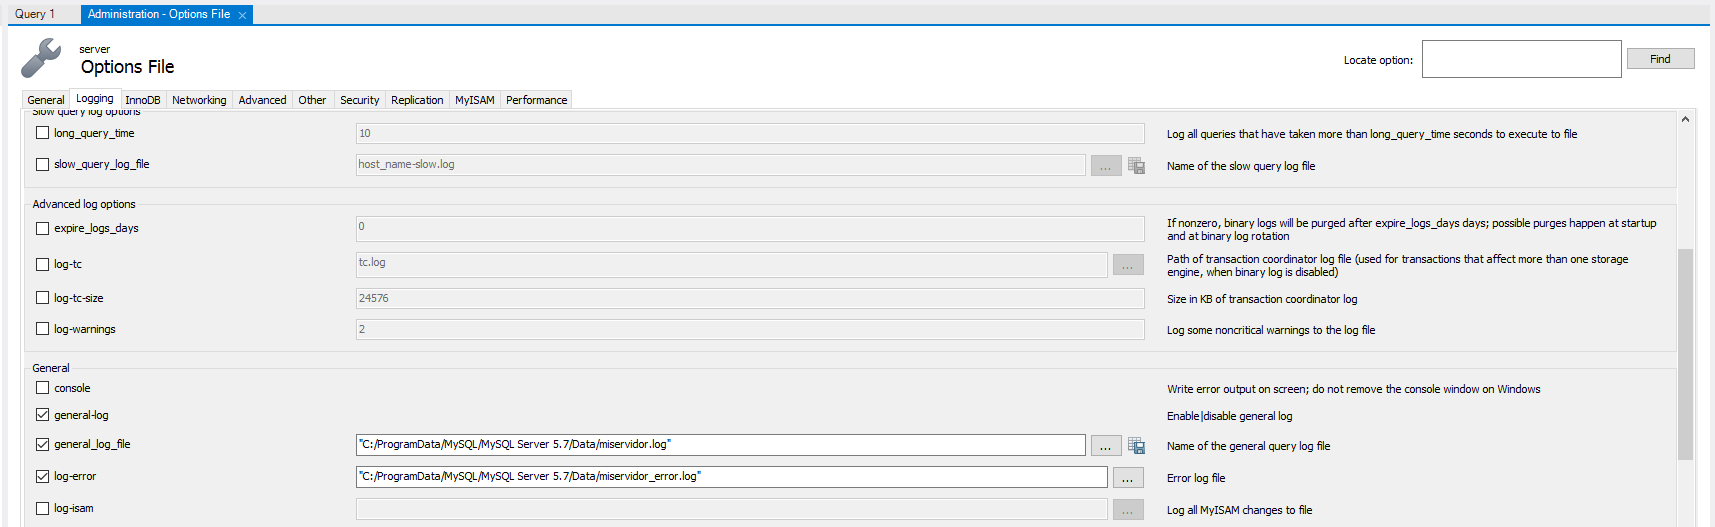 Query 1
Administration - Options File ×
server
Options File
Locate option:
Find
General Logging InnoDB Networking Advanced Other Security Replication MyISAM Performance
Slow query log options
long_query_time 10 Log all queries that have taken more than long_query_time seconds to execute to file
slow_query_log_file host_name-slow.log ... Name of the slow query log file
Advanced log options
expire_logs_days 0 If nonzero, binary logs will be purged after expire_logs_days days; possible purges happen at startup
and at binary log rotation
log-tc tc.log ... Path of transaction coordinator log file (used for transactions that affect more than one storage
engine, when binary log is disabled)
log-tc-size 24576 Size in KB of transaction coordinator log
log-warnings 2 Log some noncritical warnings to the log file
General
console Write error output on screen; do not remove the console window on Windows
general-log Enable|disable general log
general_log_file "C:/ProgramData/MySQL/MySQL Server 5.7/Data/miservidor.log" ... Name of the general query log file
log-error "C:/ProgramData/MySQL/MySQL Server 5.7/Data/miservidor_error.log" ... Error log file
log-isam ... Log all MyISAM changes to file